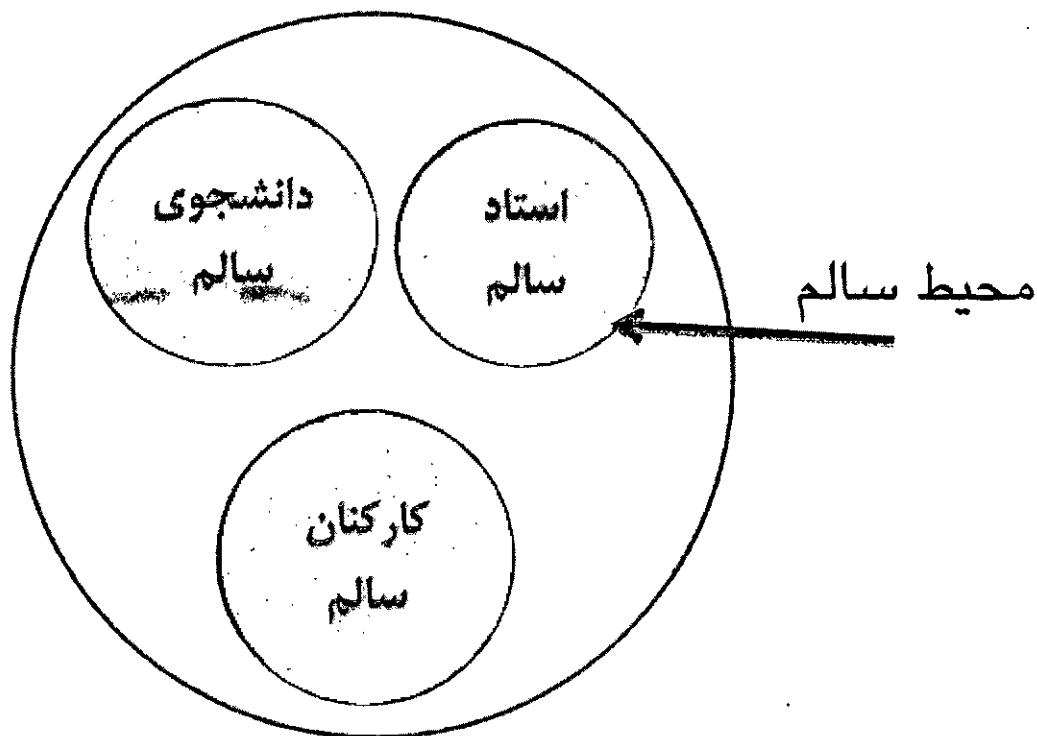 دانشجوی
سالم
استاد
سالم
محیط سالم
کارکنان
سالم